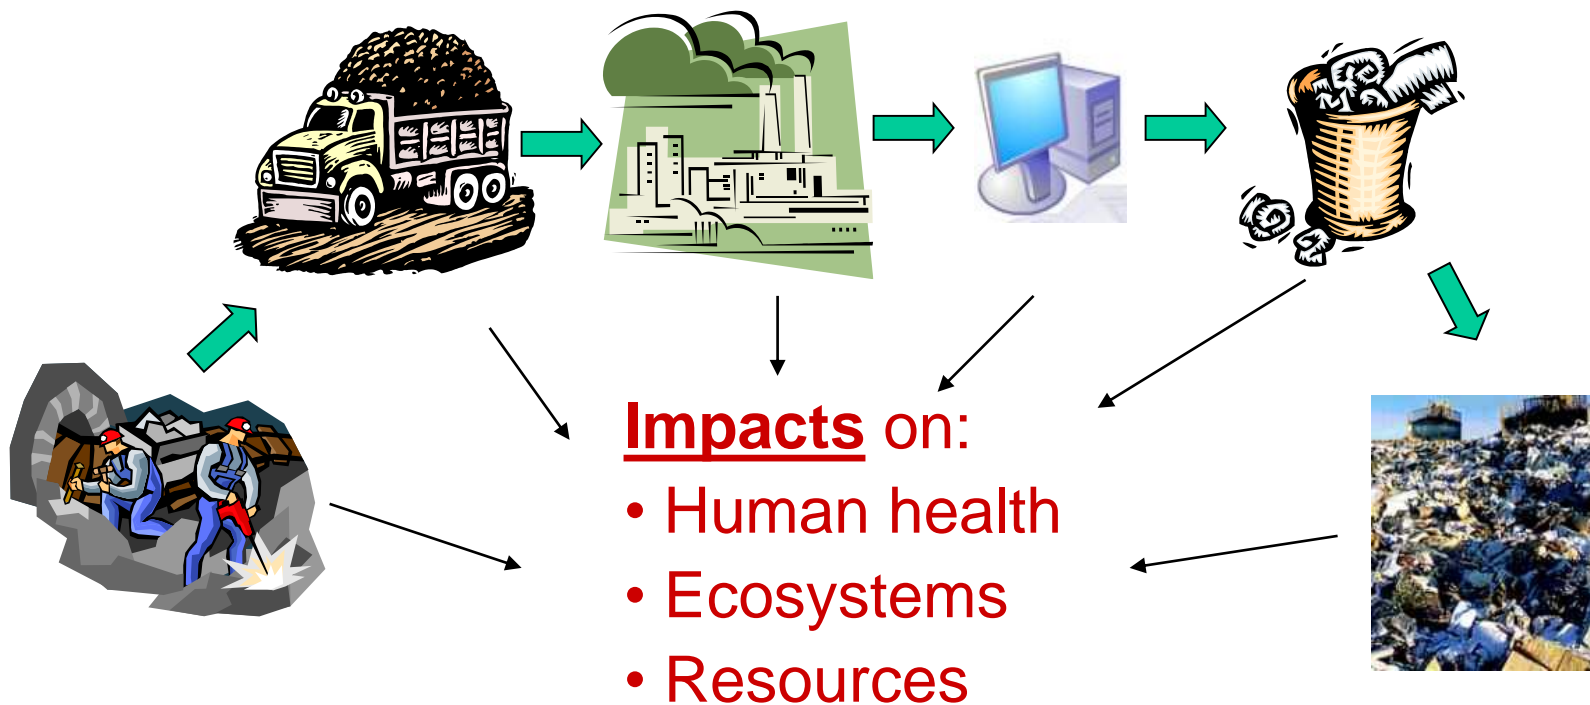 Impacts on:
• Human health
• Ecosystems
• Resources